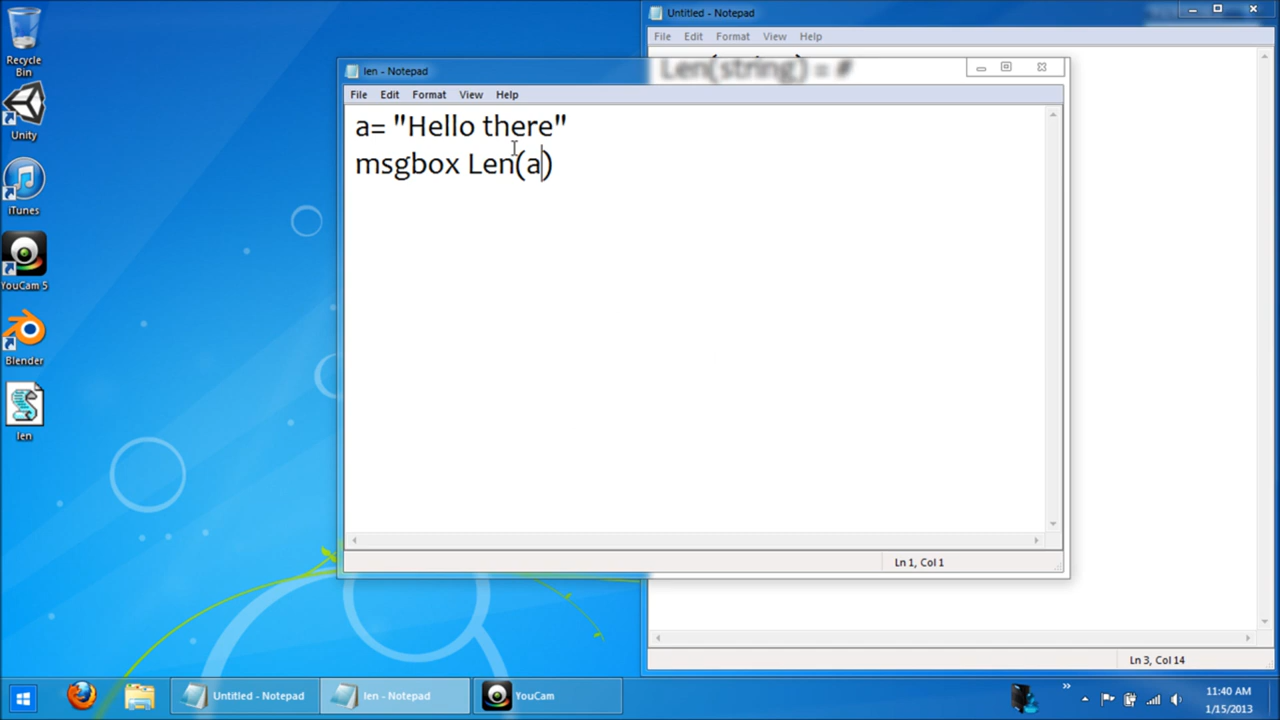 Recycle
Bin
Unity
iTunes
YouCam 5
Blender
len
Untitled - Notepad
File Edit Format View Help
Len(string) = #
len - Notepad
File Edit Format View Help
a= "Hello there"
msgbox Len(a)
Ln 1, Col 1
Ln 3, Col 14
Untitled - Notepad
len - Notepad
YouCam
11:40 AM
1/15/2013